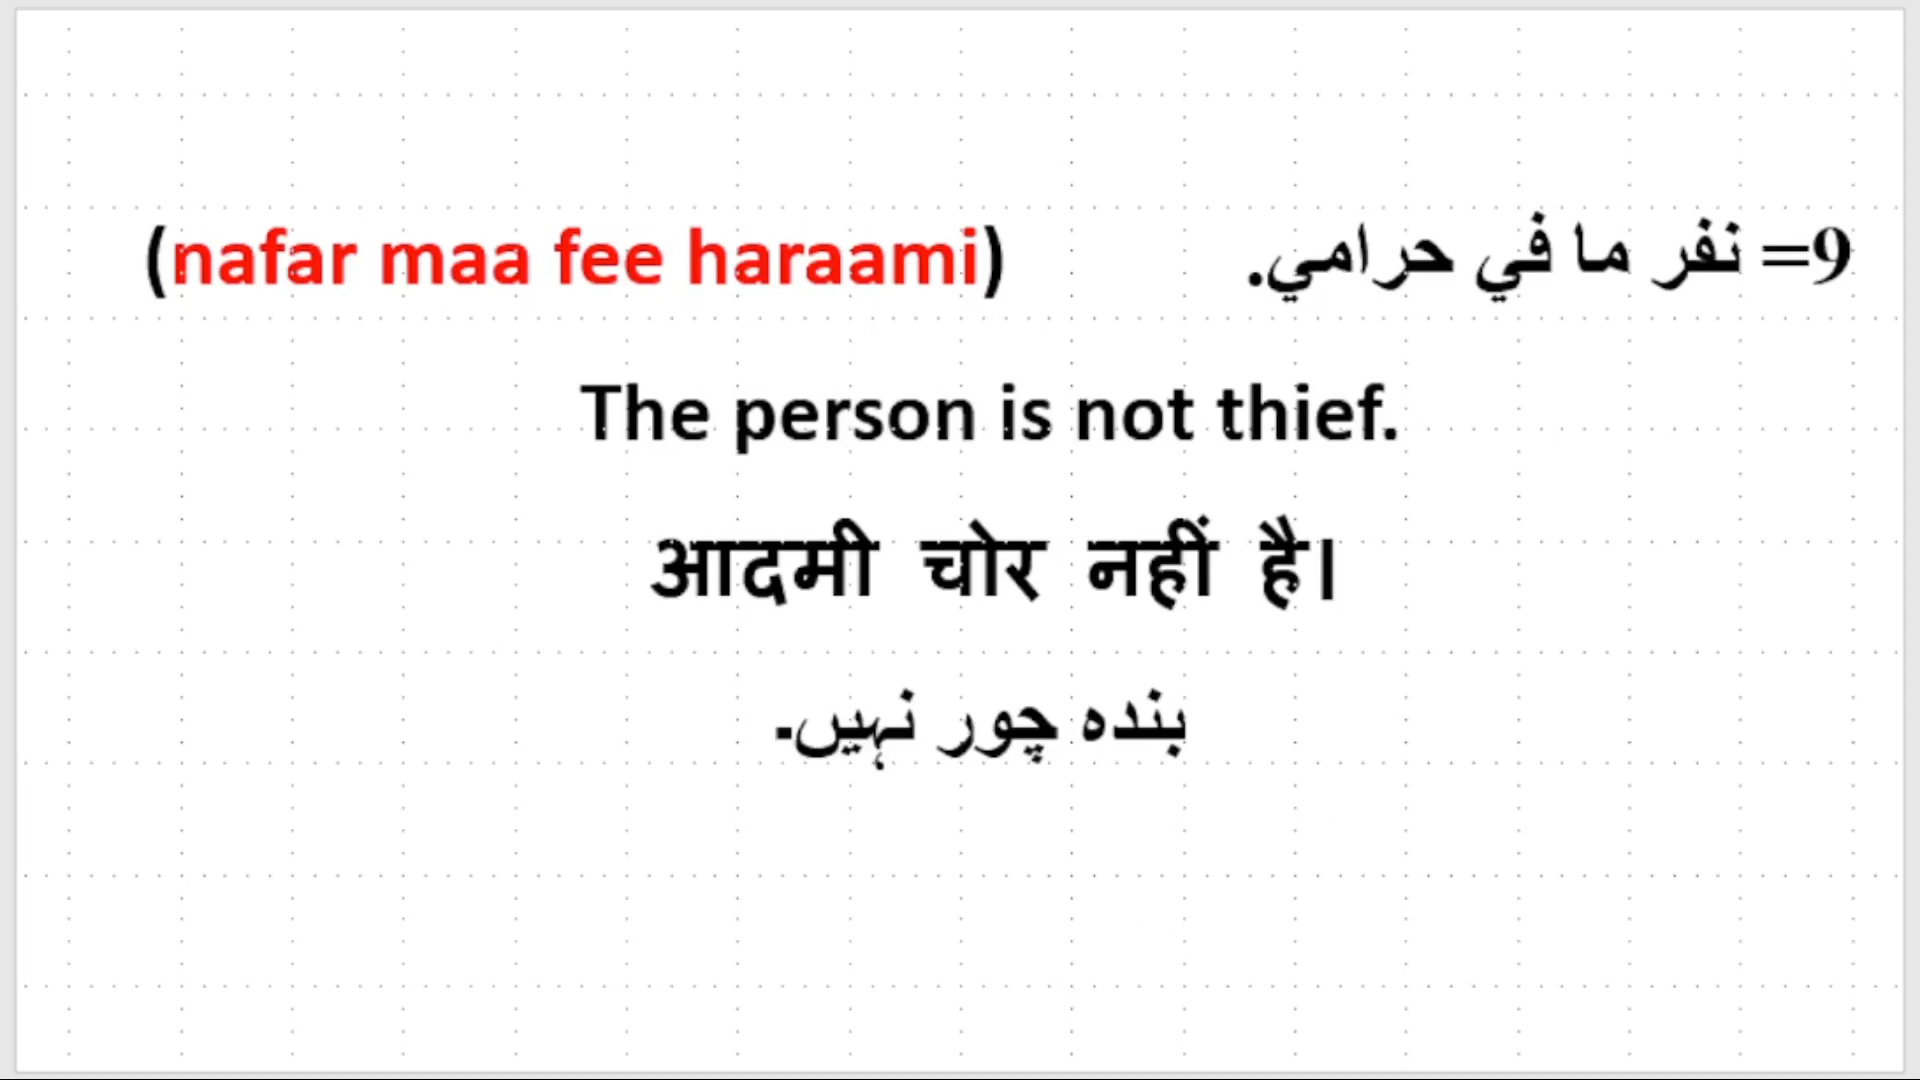 9= نفر ما في حرامي. (nafar maa fee haraami)
The person is not thief.
आदमी चोर नहीं है।
بندہ چور نہیں۔